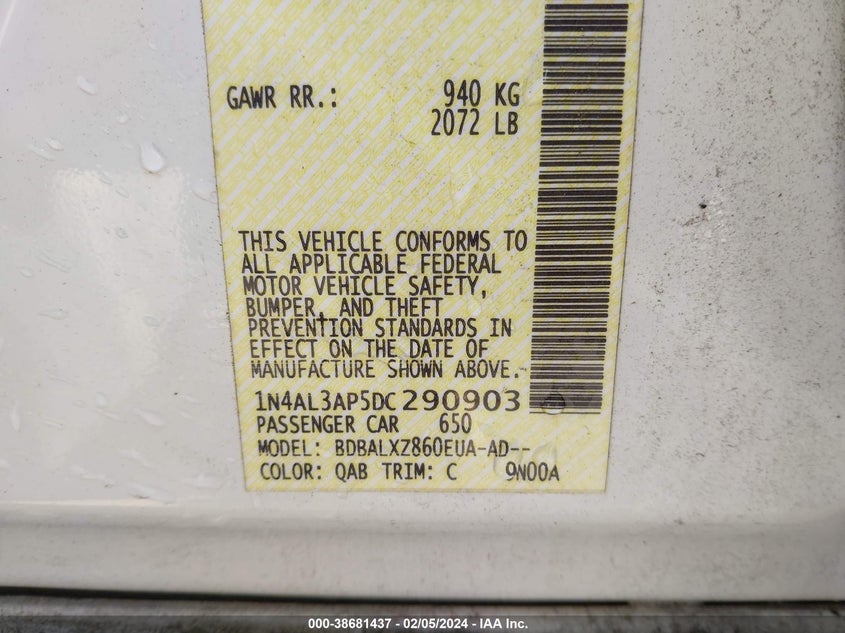 GAWR RR.: 940 KG
2072 LB
THIS VEHICLE CONFORMS TO
ALL APPLICABLE FEDERAL
MOTOR VEHICLE SAFETY,
BUMPER, AND THEFT
PREVENTION STANDARDS IN
EFFECT ON THE DATE OF
MANUFACTURE SHOWN ABOVE.
1N4AL3AP5DC290903
PASSENGER CAR 650
MODEL: BDBALXZ860EUA-AD--
COLOR: QAB TRIM: C 9N00A
000-38681437 - 02/05/2024 - IAA Inc.